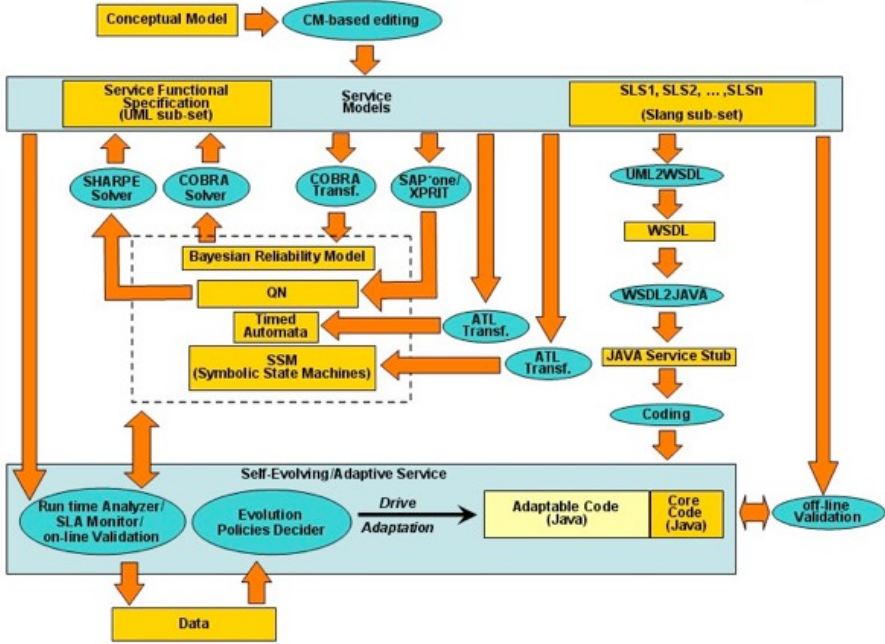 Conceptual Model
CM-based editing
Service Functional
Specification
(UML sub-set)
Service
Models
SLS1, SLS2, ... ,SLSn
(Slang sub-set)
SHARPE
Solver
COBRA
Solver
COBRA
Transf.
SAP'one/
XPRIT
UML2WSDL
Bayesian Reliability Model
WSDL
QN
WSDL2JAVA
Timed
Automata
ATL
Transf.
SSM
(Symbolic State Machines)
ATL
Transf.
JAVA Service Stub
Coding
Self-Evolving/Adaptive Service
Run time Analyzer/
SLA Monitor/
on-line Validation
Evolution
Policies Decider
Drive
Adaptation
Adaptable Code
(Java)
Core
Code
(Java)
off-line
Validation
Data